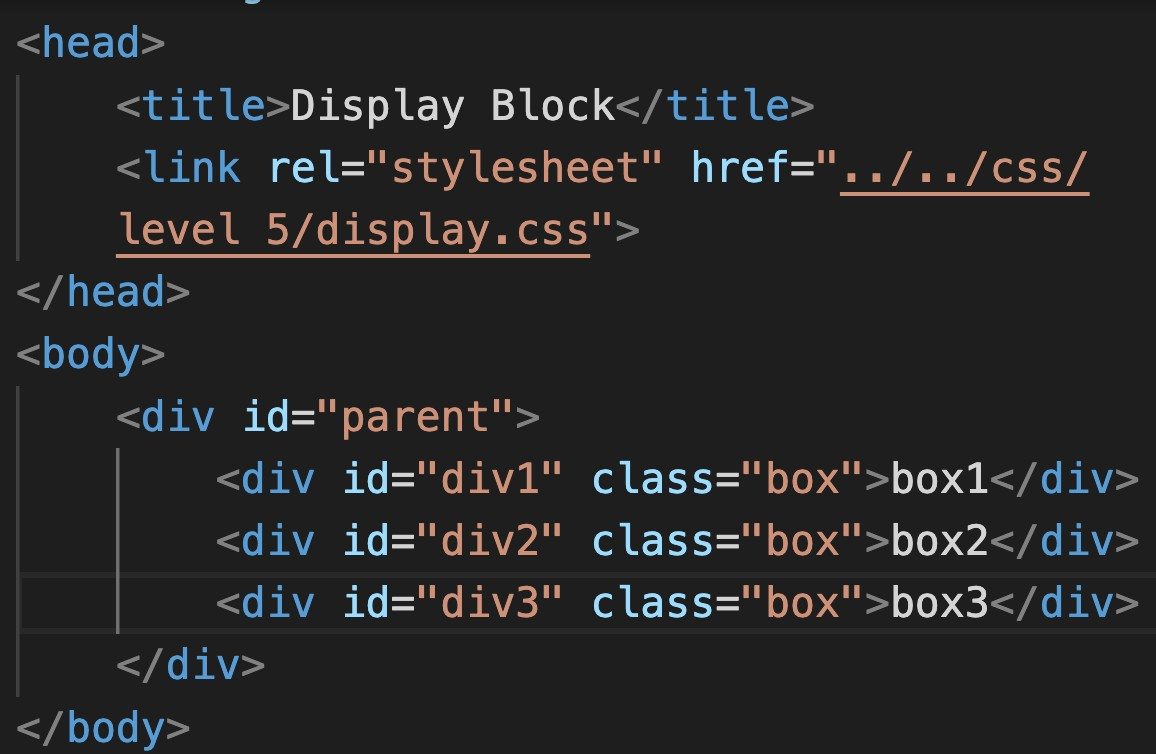 <head>
<title>Display Block</title>
<link rel="stylesheet" href="../../css/
level 5/display.css">
</head>
<body>
<div id="parent">
<div id="div1" class="box">box1</div>
<div id="div2" class="box">box2</div>
<div id="div3" class="box">box3</div>
</div>
</body>